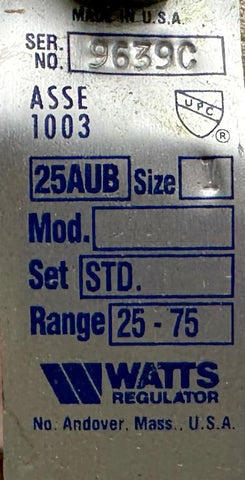 MADE IN U.S.A.
SER. NO. 9639C
ASSE
1003
UPC
®
25AUB Size 1
Mod.
Set STD.
Range 25 - 75
WATTS
REGULATOR
No. Andover, Mass., U.S.A.